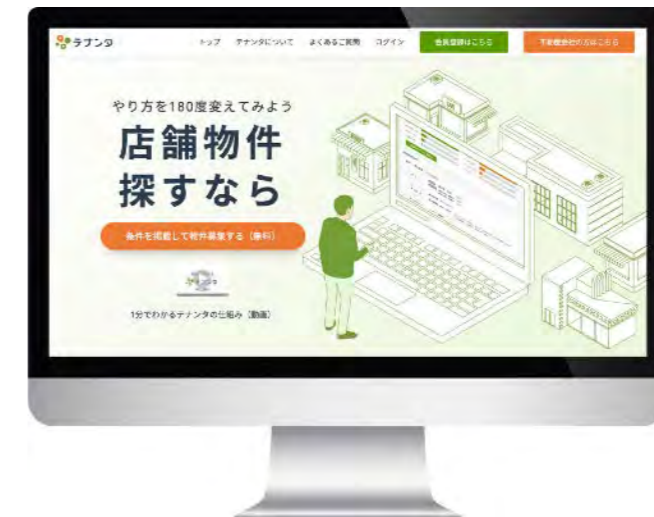 テナンタ
トップ テナンタについて よくあるご質問 ログイン 会員登録はこちら 不動産会社の方はこちら
やり方を180度変えてみよう
店舗物件
探すなら
条件を掲載して物件募集する（無料）
1分でわかるテナンタの仕組み（動画）